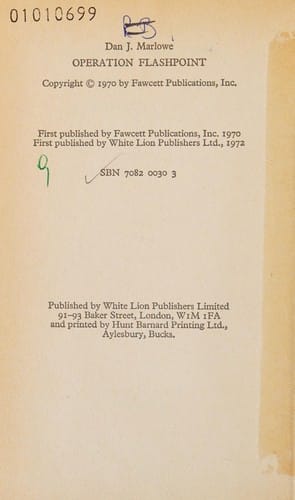 01010699
Dan J. Marlowe
OPERATION FLASHPOINT
Copyright © 1970 by Fawcett Publications, Inc.
First published by Fawcett Publications, Inc. 1970
First published by White Lion Publishers Ltd., 1972
SBN 7082 0030 3
Published by White Lion Publishers Limited
91–93 Baker Street, London, W1M 1FA
and printed by Hunt Barnard Printing Ltd.,
Aylesbury, Bucks.